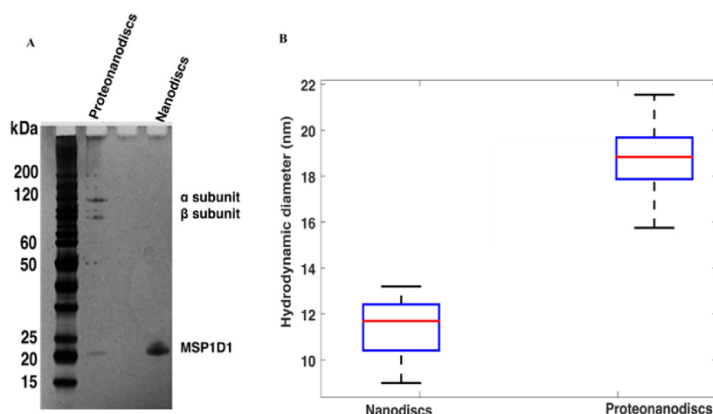 A
Proteonanodiscs
Nanodiscs
kDa
200
120
60
50
25
20
15
α subunit
β subunit
MSP1D1
B
Hydrodynamic diameter (nm)
22
20
18
16
14
12
10
Nanodiscs
Proteonanodiscs